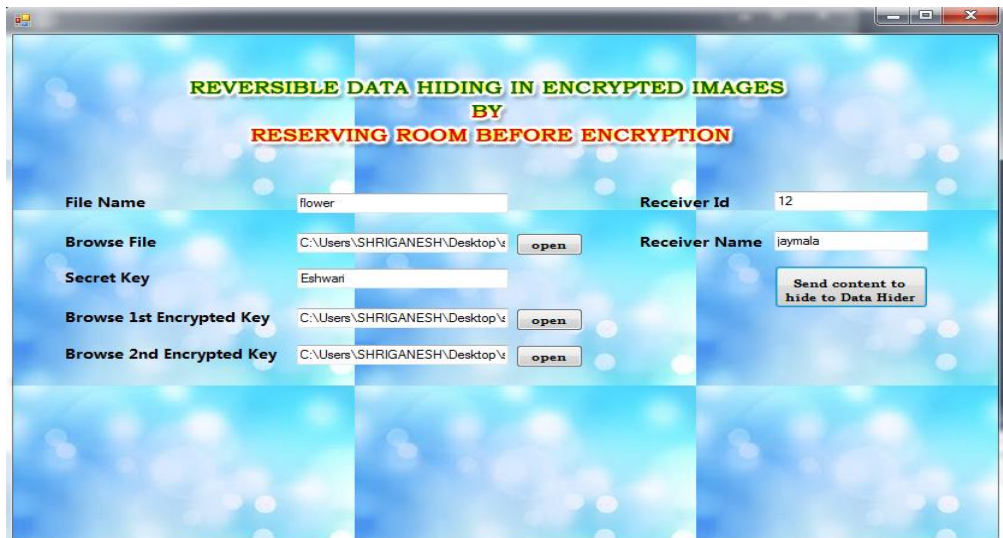 REVERSIBLE DATA HIDING IN ENCRYPTED IMAGES
BY
RESERVING ROOM BEFORE ENCRYPTION
File Name flower Receiver Id 12
Browse File C:\Users\SHRIGANESH\Desktop\s open Receiver Name jaymala
Secret Key Eshwari
Send content to
hide to Data Hider
Browse 1st Encrypted Key C:\Users\SHRIGANESH\Desktop\s open
Browse 2nd Encrypted Key C:\Users\SHRIGANESH\Desktop\s open